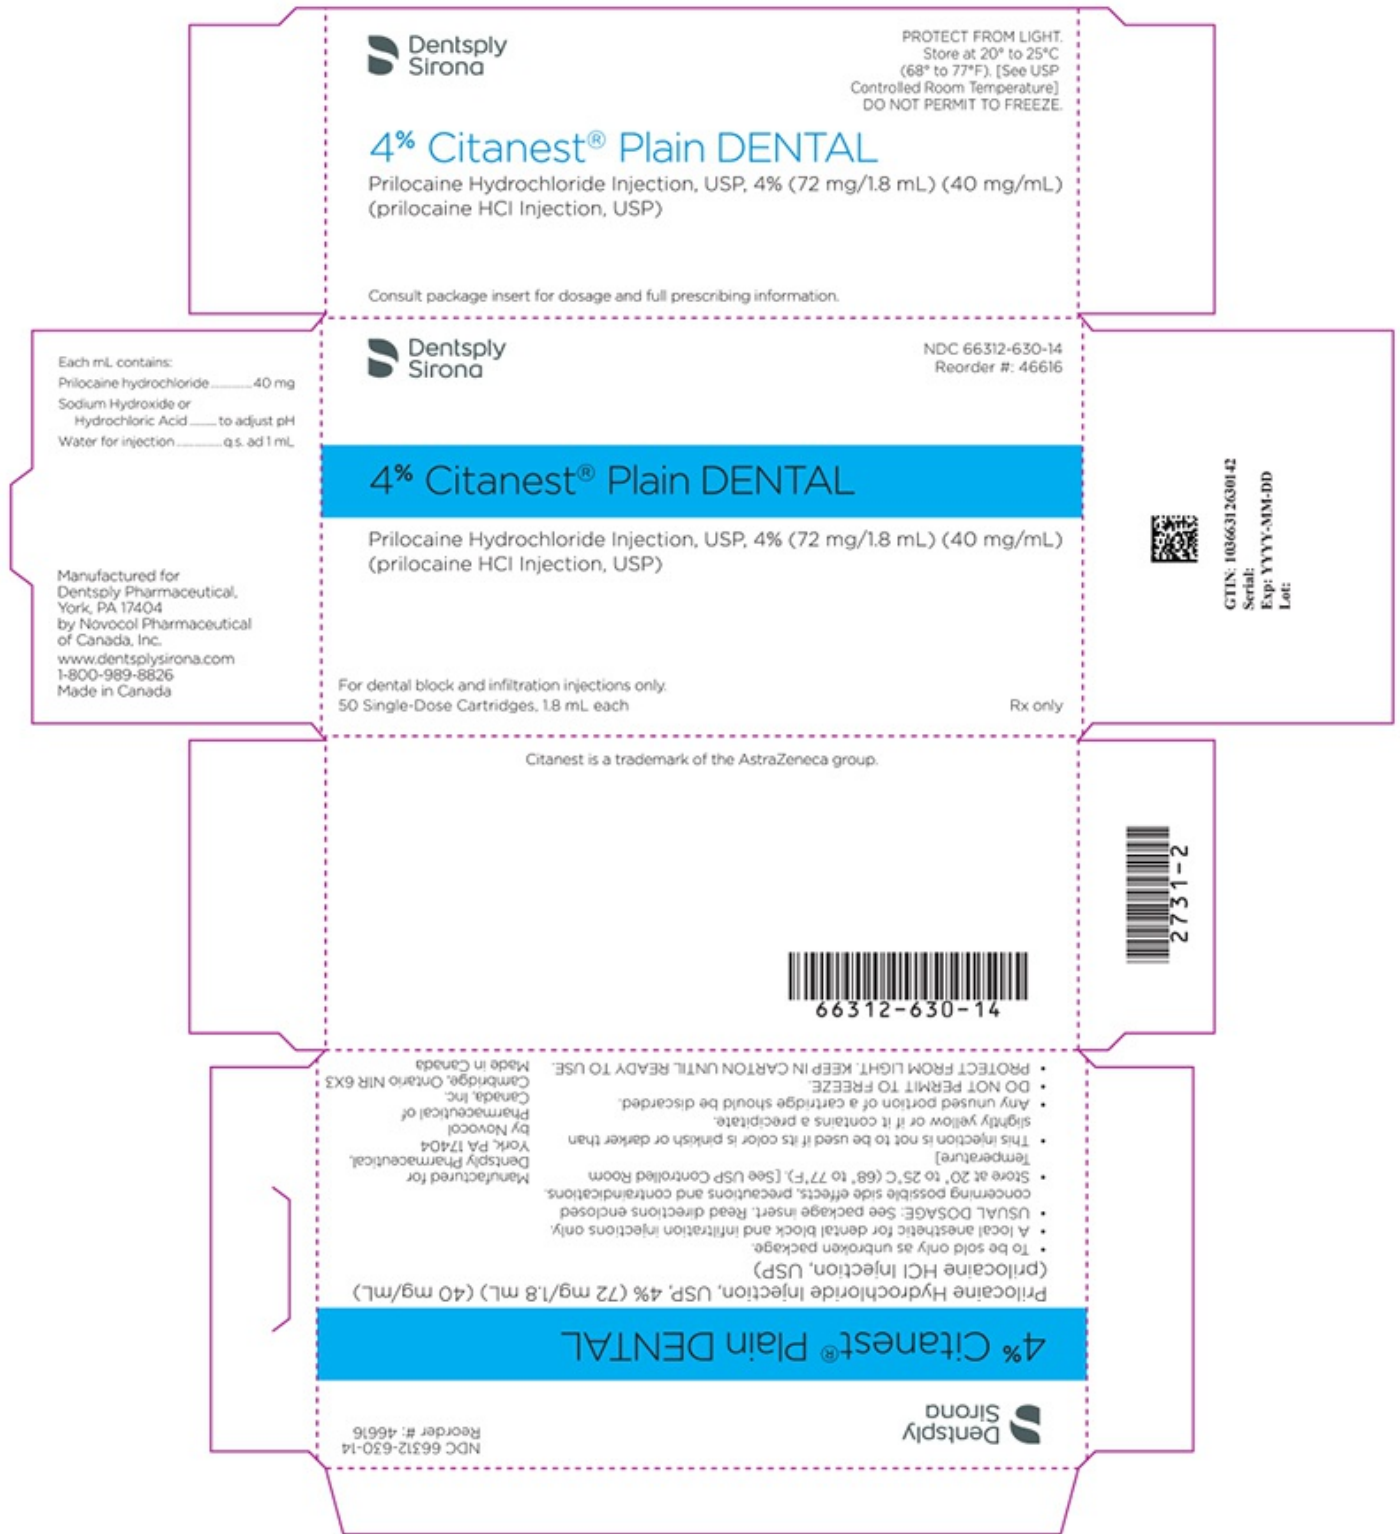 Dentsply
Sirona
PROTECT FROM LIGHT.
Store at 20° to 25°C
(68° to 77°F). [See USP
Controlled Room Temperature]
DO NOT PERMIT TO FREEZE.
4% Citanest® Plain DENTAL
Prilocaine Hydrochloride Injection, USP, 4% (72 mg/1.8 mL) (40 mg/mL)
(prilocaine HCl Injection, USP)
Consult package insert for dosage and full prescribing information.
Each mL contains:
Prilocaine hydrochloride ............. 40 mg
Sodium Hydroxide or
Hydrochloric Acid ......... to adjust pH
Water for injection ............... q.s. ad 1 mL
Manufactured for
Dentsply Pharmaceutical,
York, PA 17404
by Novocol Pharmaceutical
of Canada, Inc.
www.dentsplysirona.com
1-800-989-8826
Made in Canada
Dentsply
Sirona
NDC 66312-630-14
Reorder #: 46616
4% Citanest® Plain DENTAL
Prilocaine Hydrochloride Injection, USP, 4% (72 mg/1.8 mL) (40 mg/mL)
(prilocaine HCl Injection, USP)
For dental block and infiltration injections only.
50 Single-Dose Cartridges, 1.8 mL each
Rx only
GTIN: 10366312630142
Serial:
Exp: YYYY-MM-DD
Lot:
Citanest is a trademark of the AstraZeneca group.
66312-630-14
2731-2
Dentsply
Sirona
NDC 66312-630-14
Reorder #: 46616
4% Citanest® Plain DENTAL
Prilocaine Hydrochloride Injection, USP, 4% (72 mg/1.8 mL) (40 mg/mL)
(prilocaine HCl Injection, USP)
• To be sold only as unbroken package.
• A local anesthetic for dental block and infiltration injections only.
• USUAL DOSAGE: See package insert. Read directions enclosed
concerning possible side effects, precautions and contraindications.
• Store at 20° to 25°C (68° to 77°F). [See USP Controlled Room
Temperature]
• This injection is not to be used if its color is pinkish or darker than
slightly yellow or if it contains a precipitate.
• Any unused portion of a cartridge should be discarded.
• DO NOT PERMIT TO FREEZE.
• PROTECT FROM LIGHT. KEEP IN CARTON UNTIL READY TO USE.
Manufactured for
Dentsply Pharmaceutical,
York, PA 17404
by Novocol
Pharmaceutical of
Canada, Inc.
Cambridge, Ontario N1R 6X3
Made in Canada